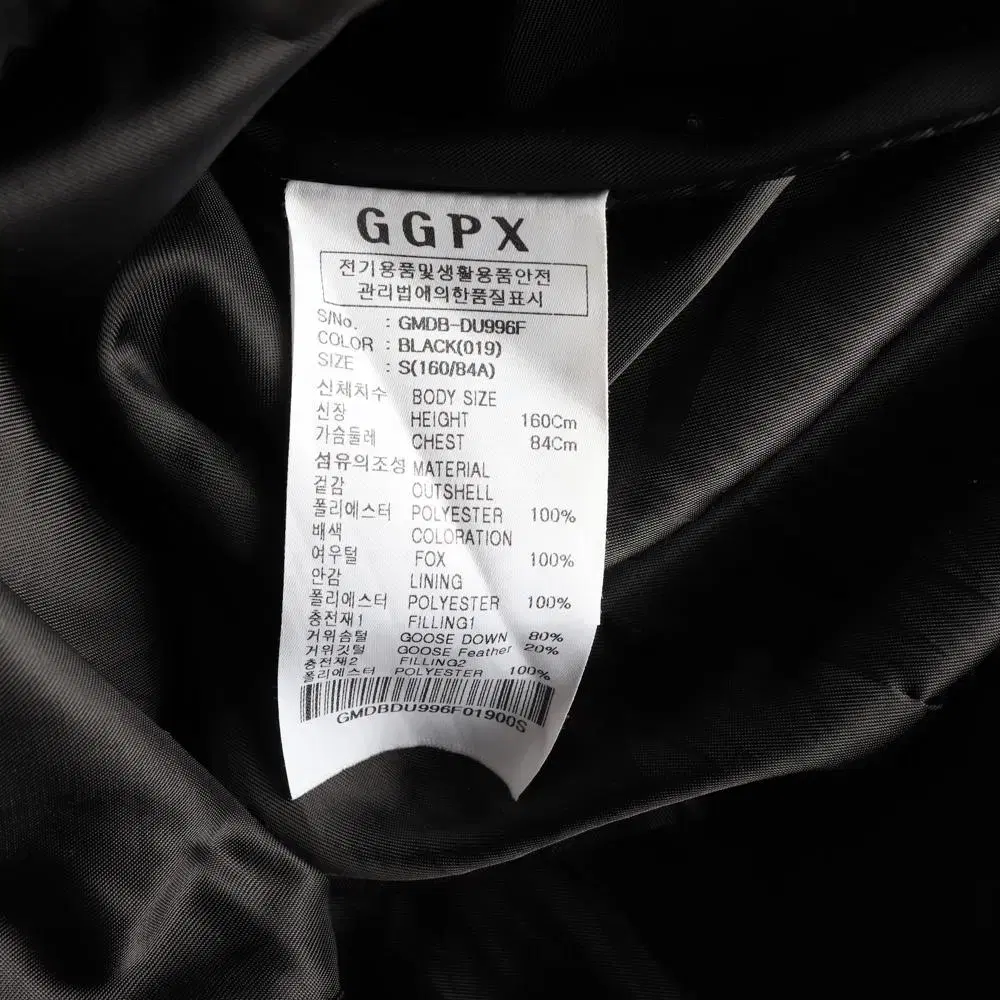 GGPX
전기용품및생활용품안전
관리법에의한품질표시
S/No. : GMDB-DU996F
COLOR : BLACK(019)
SIZE : S(160/84A)
신체치수 BODY SIZE
신장 HEIGHT 160Cm
가슴둘레 CHEST 84Cm
섬유의조성 MATERIAL
겉감 OUTSHELL
폴리에스터 POLYESTER 100%
배색 COLORATION
여우털 FOX 100%
안감 LINING
폴리에스터 POLYESTER 100%
충전재1 FILLING1
거위솜털 GOOSE DOWN 80%
거위깃털 GOOSE Feather 20%
충전재2 FILLING2
폴리에스터 POLYESTER 100%
GMDBDU996F01900S